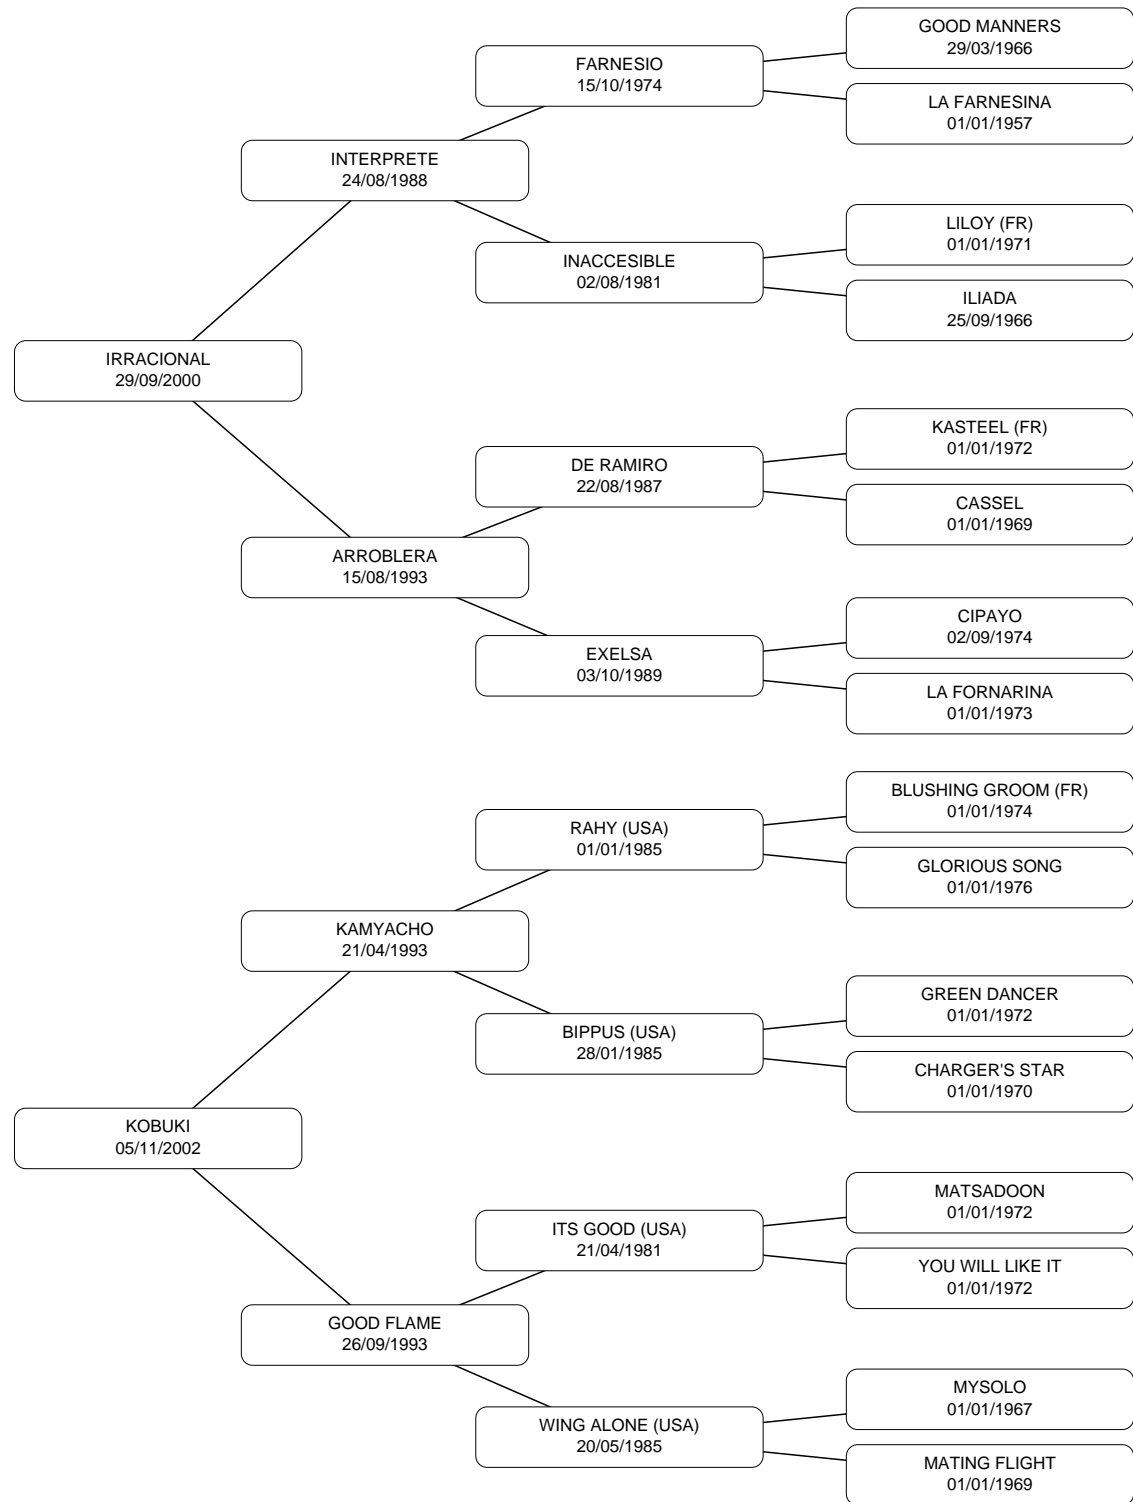 GOOD MANNERS
29/03/1966
FARNESIO
15/10/1974
LA FARNESINA
01/01/1957
INTERPRETE
24/08/1988
LILOY (FR)
01/01/1971
INACCESIBLE
02/08/1981
ILIADA
25/09/1966
IRRACIONAL
29/09/2000
KASTEEL (FR)
01/01/1972
DE RAMIRO
22/08/1987
CASSEL
01/01/1969
ARROBLERA
15/08/1993
CIPAYO
02/09/1974
EXELSA
03/10/1989
LA FORNARINA
01/01/1973
BLUSHING GROOM (FR)
01/01/1974
RAHY (USA)
01/01/1985
GLORIOUS SONG
01/01/1976
KAMYACHO
21/04/1993
GREEN DANCER
01/01/1972
BIPPUS (USA)
28/01/1985
CHARGER'S STAR
01/01/1970
KOBUKI
05/11/2002
MATSADOON
01/01/1972
ITS GOOD (USA)
21/04/1981
YOU WILL LIKE IT
01/01/1972
GOOD FLAME
26/09/1993
MYSOLO
01/01/1967
WING ALONE (USA)
20/05/1985
MATING FLIGHT
01/01/1969